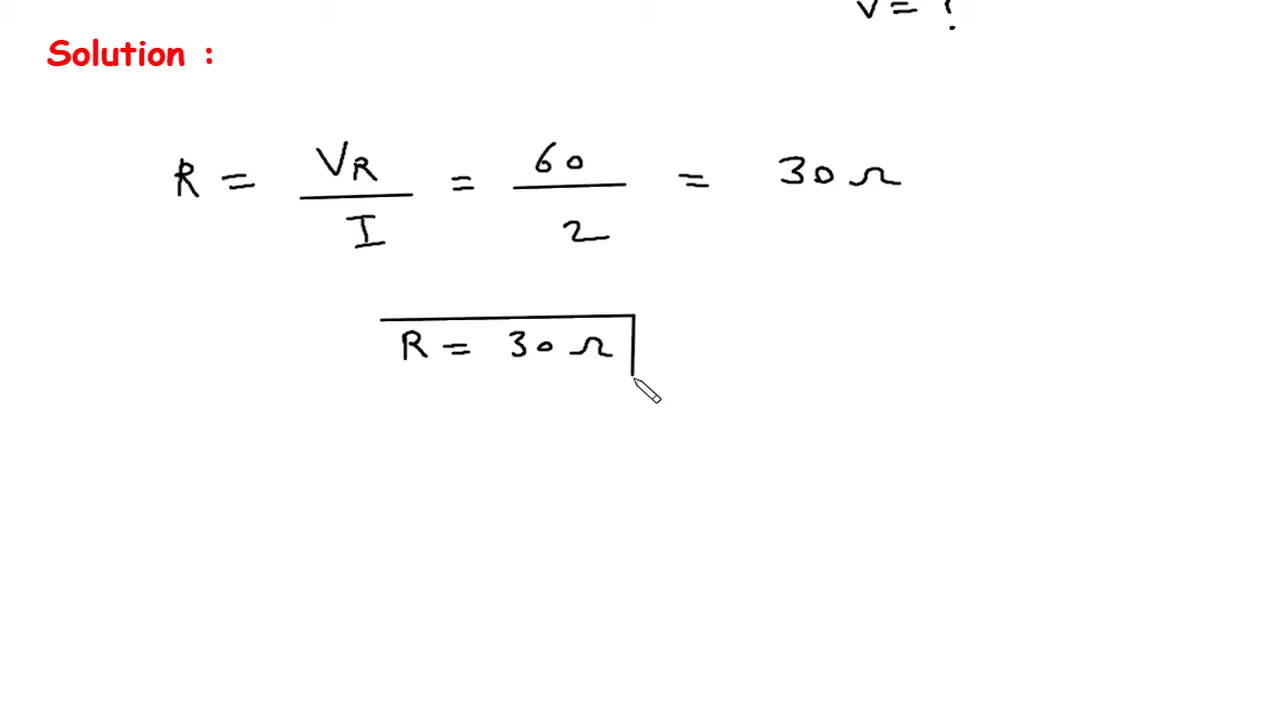 V = ?
Solution :
R = V_R / I = 60 / 2 = 30 Ω
R = 30 Ω